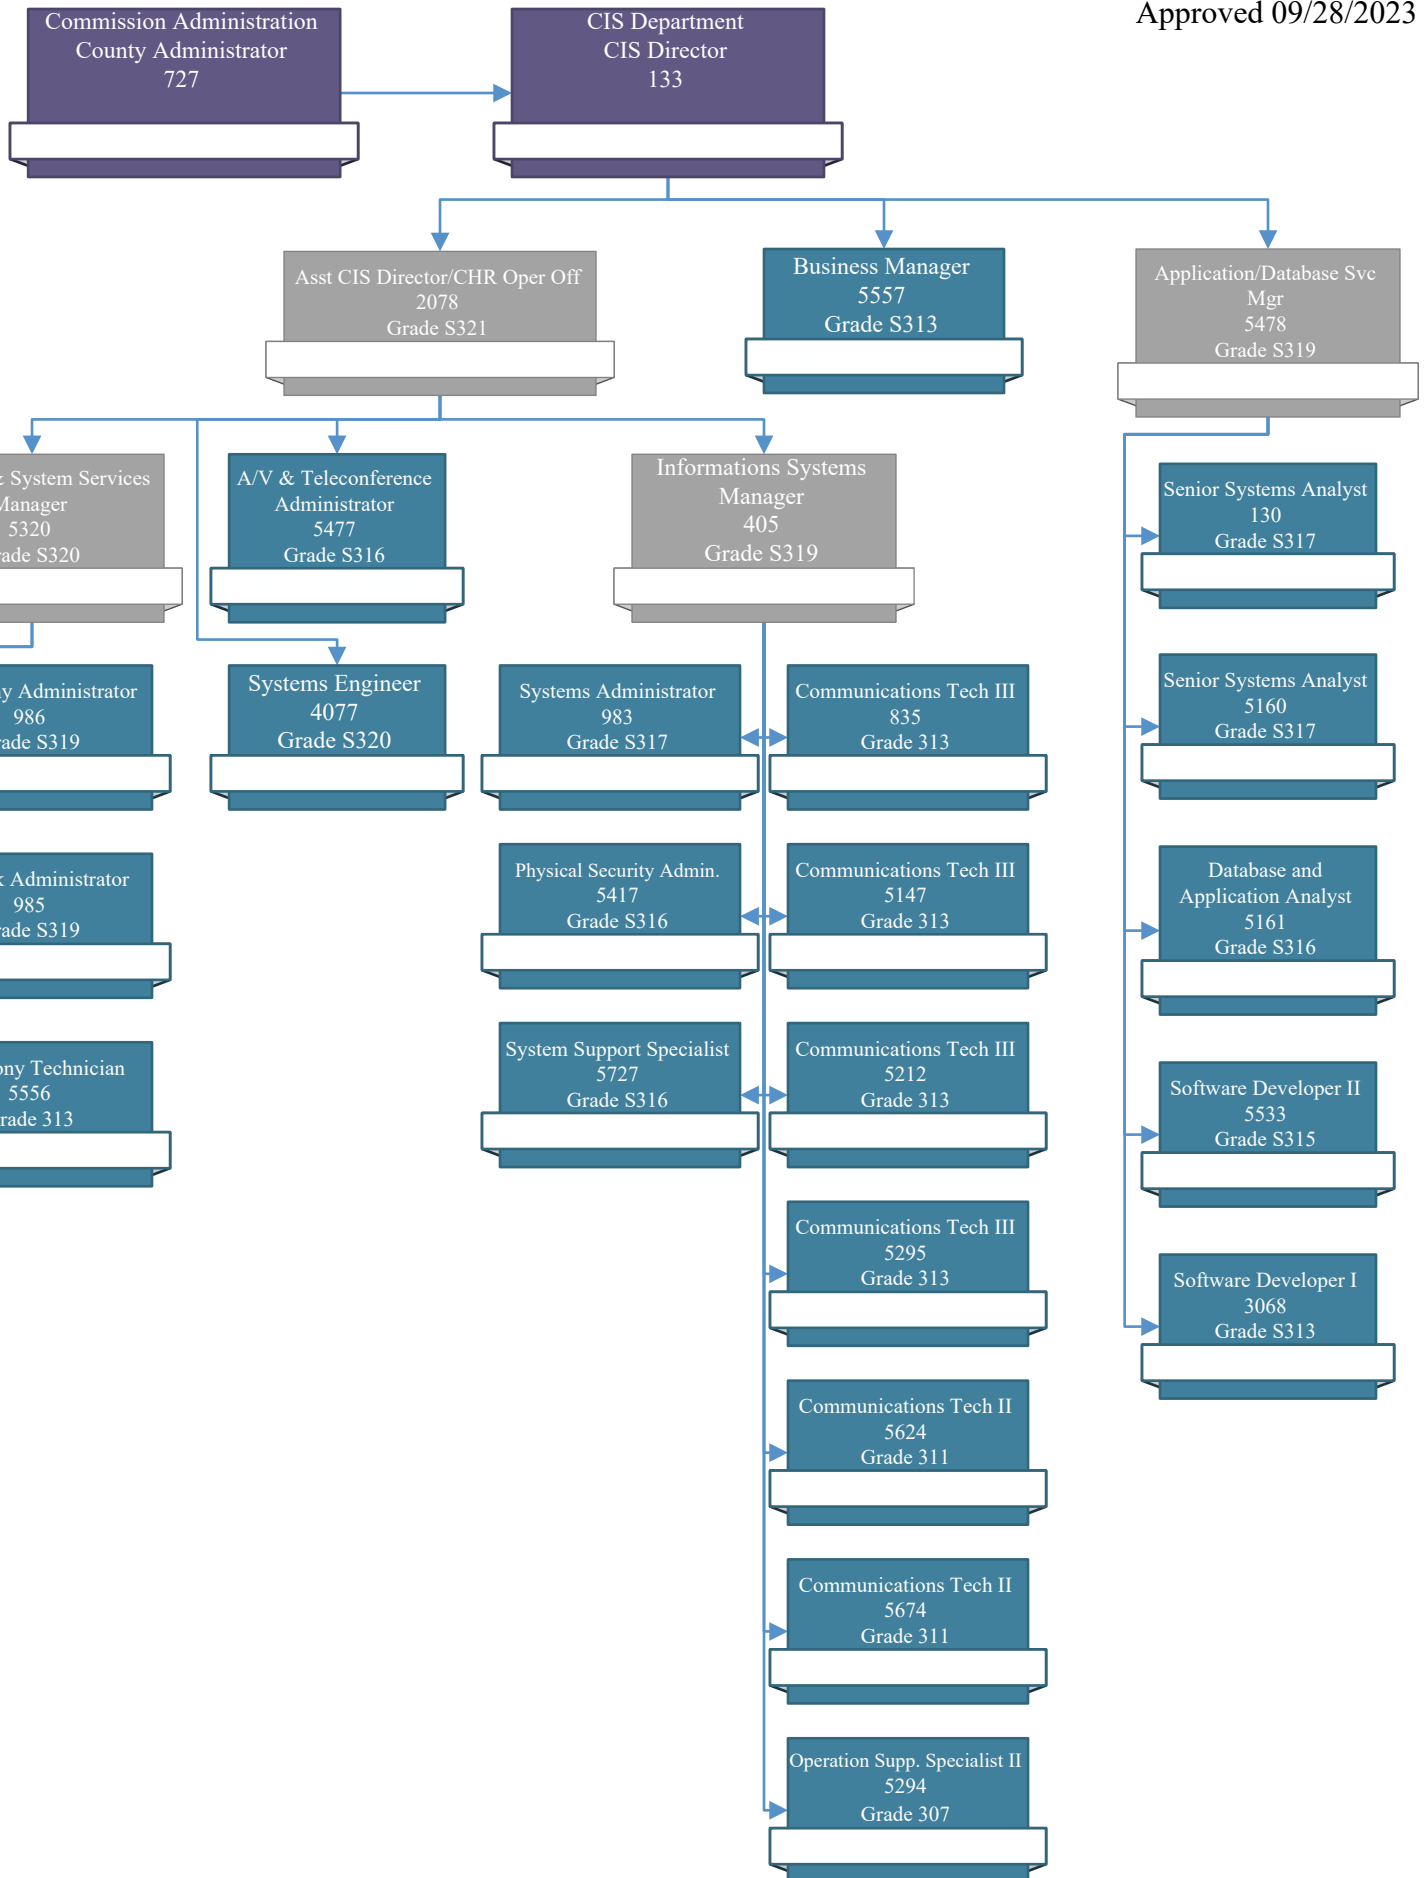 Approved 09/28/2023
Commission Administration
County Administrator
727
CIS Department
CIS Director
133
Asst CIS Director/CHR Oper Off
2078
Grade S321
Business Manager
5557
Grade S313
Application/Database Svc
Mgr
5478
Grade S319
& System Services
Manager
5320
Grade S320
A/V & Teleconference
Administrator
5477
Grade S316
Informations Systems
Manager
405
Grade S319
Administrator
986
Grade S319
Administrator
985
Grade S319
Technician
5556
Grade 313
Systems Engineer
4077
Grade S320
Systems Administrator
983
Grade S317
Physical Security Admin.
5417
Grade S316
System Support Specialist
5727
Grade S316
Communications Tech III
835
Grade 313
Communications Tech III
5147
Grade 313
Communications Tech III
5212
Grade 313
Communications Tech III
5295
Grade 313
Communications Tech II
5624
Grade 311
Communications Tech II
5674
Grade 311
Operation Supp. Specialist II
5294
Grade 307
Senior Systems Analyst
130
Grade S317
Senior Systems Analyst
5160
Grade S317
Database and
Application Analyst
5161
Grade S316
Software Developer II
5533
Grade S315
Software Developer I
3068
Grade S313